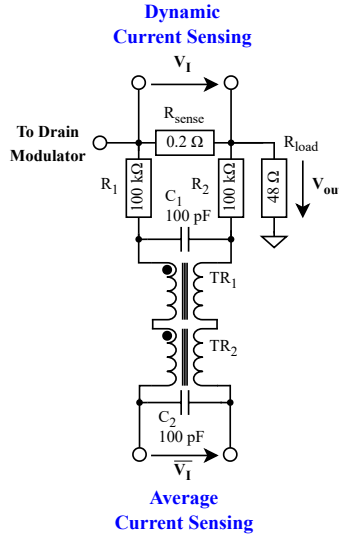 Dynamic
Current Sensing
V_I
R_sense
To Drain
Modulator
0.2 Ω
R_load
R_1
100 kΩ
R_2
100 kΩ
48 Ω
V_ou
C_1
100 pF
TR_1
TR_2
C_2
100 pF
V̅_I̅
Average
Current Sensing